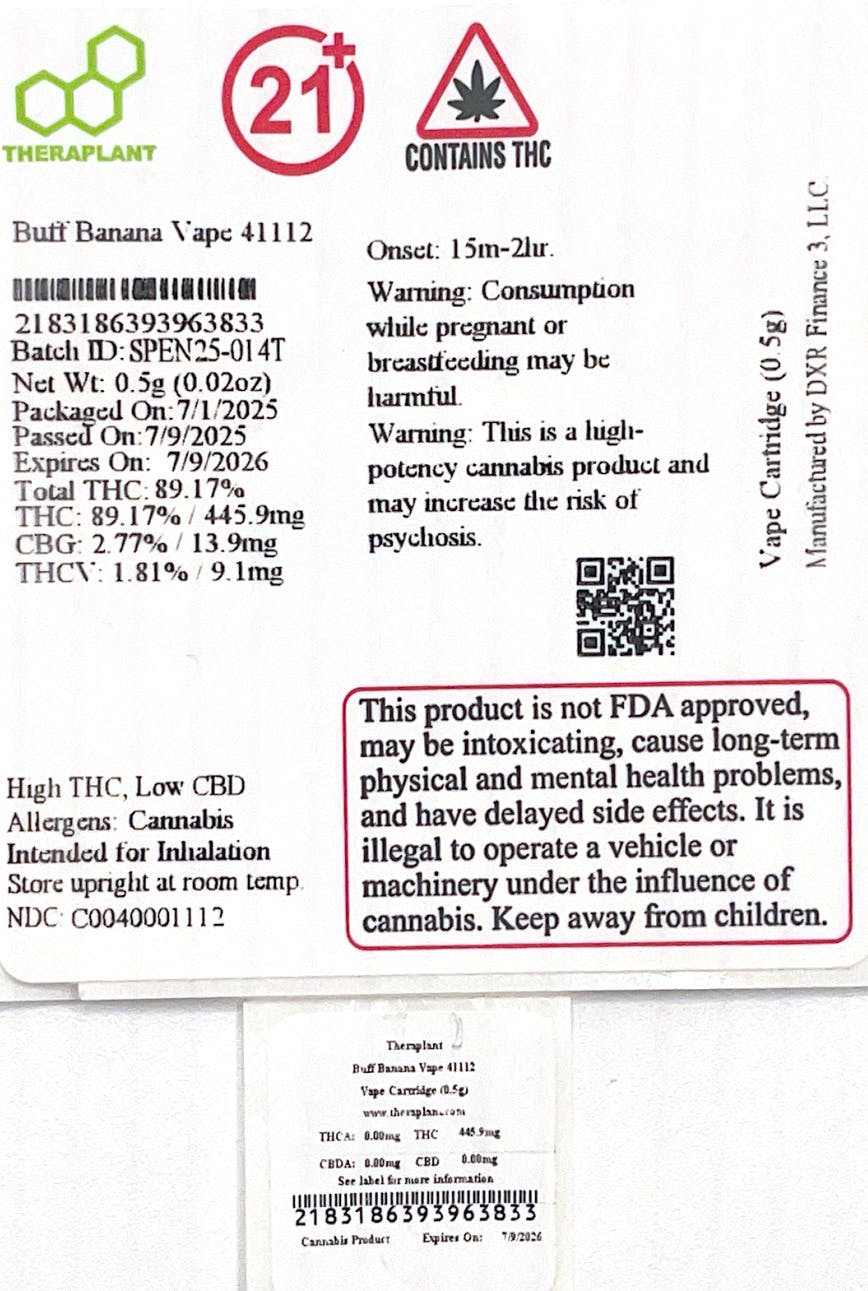 THERAPLANT
21+
CONTAINS THC
Buff Banana Vape 41112
2183186393963833
Batch ID: SPEN25-014T
Net Wt: 0.5g (0.02oz)
Packaged On:7/1/2025
Passed On:7/9/2025
Expires On: 7/9/2026
Total THC: 89.17%
THC: 89.17% / 445.9mg
CBG: 2.77% / 13.9mg
THCV: 1.81% / 9.1mg
High THC, Low CBD
Allergens: Cannabis
Intended for Inhalation
Store upright at room temp.
NDC: C0040001112
Onset: 15m-2hr.
Warning: Consumption
while pregnant or
breastfeeding may be
harmful.
Warning: This is a high-
potency cannabis product and
may increase the risk of
psychosis.
Vape Cartridge (0.5g)
Manufactured by DXR Finance 3, LLC
This product is not FDA approved,
may be intoxicating, cause long-term
physical and mental health problems,
and have delayed side effects. It is
illegal to operate a vehicle or
machinery under the influence of
cannabis. Keep away from children.
Theraplant
Buff Banana Vape 41112
Vape Cartridge (0.5g)
www.theraplant.com
THCA: 0.00mg THC 445.9mg
CBDA: 0.00mg CBD 0.00mg
See label for more information
2183186393963833
Cannabis Product Expires On: 7/9/2026